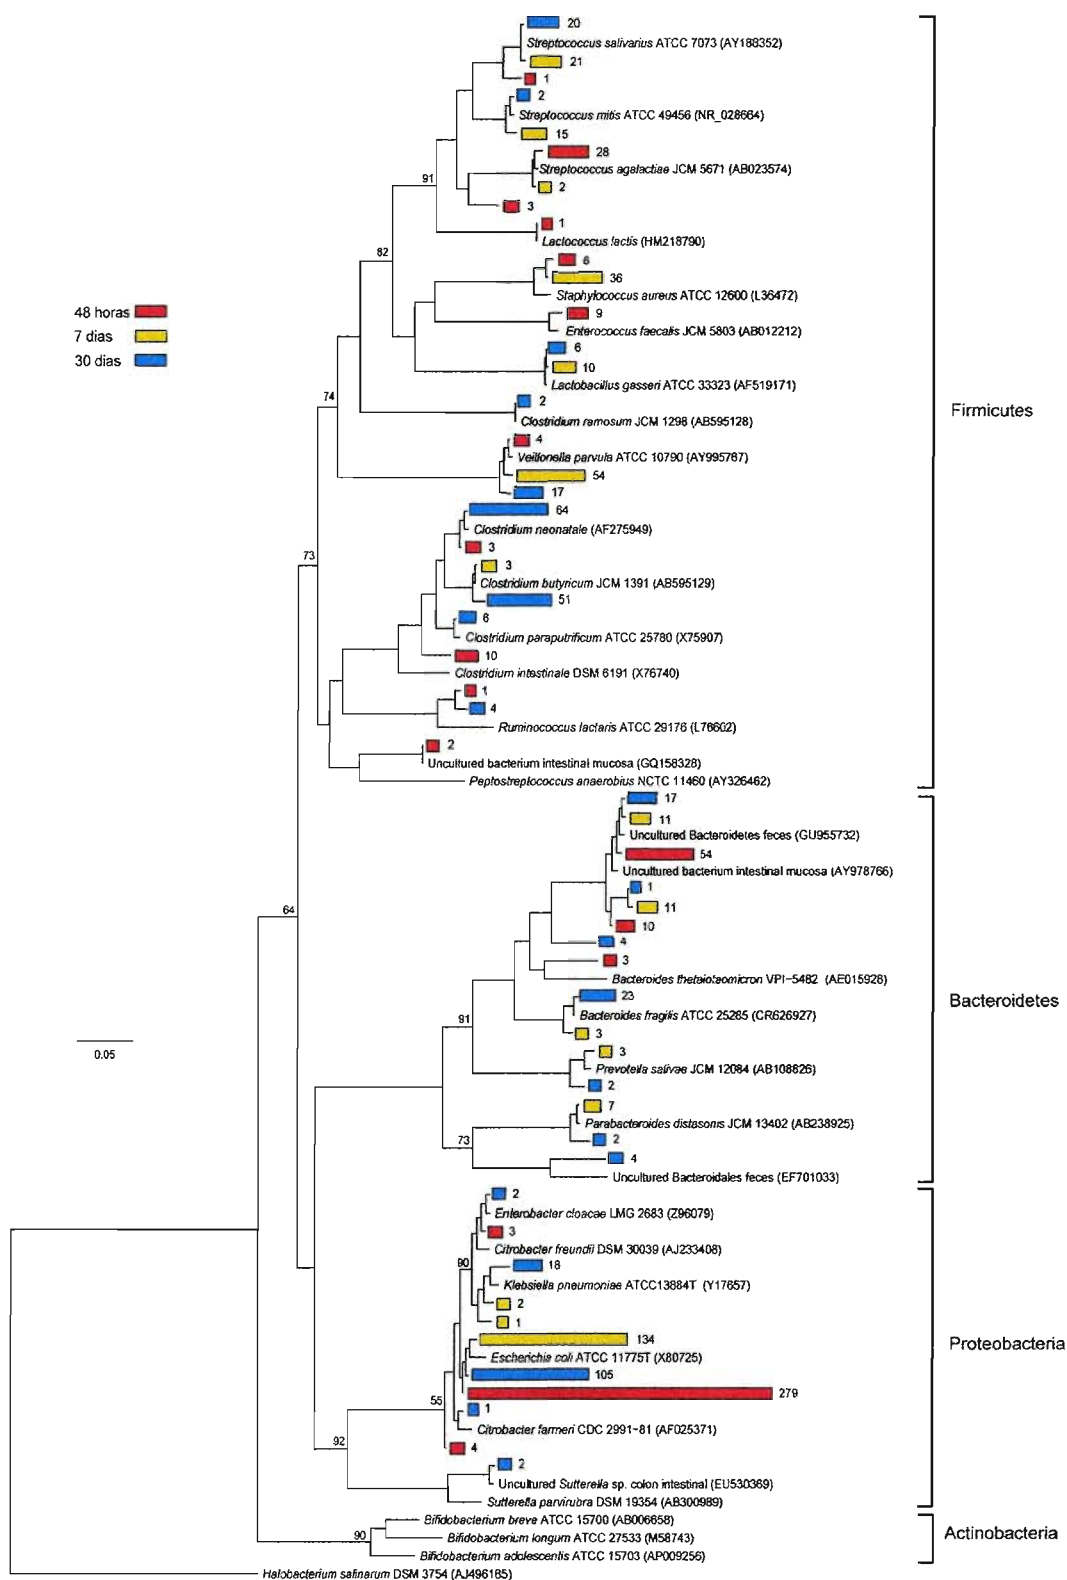 20
Streptococcus salivarius ATCC 7073 (AY188352)
21
1
2
Streptococcus mitis ATCC 49456 (NR_028664)
15
28
Streptococcus agalactiae JCM 5671 (AB023574)
91
2
3
1
Lactococcus lactis (HM218790)
82
6
36
Staphylococcus aureus ATCC 12600 (L36472)
48 horas
9
Enterococcus faecalis JCM 5803 (AB012212)
7 dias
6
30 dias
10
Lactobacillus gasseri ATCC 33323 (AF519171)
74
2
Firmicutes
Clostridium ramosum JCM 1298 (AB595128)
4
Veillonella parvula ATCC 10790 (AY995767)
54
17
64
Clostridium neonatale (AF275949)
3
73
3
Clostridium butyricum JCM 1391 (AB595129)
51
6
Clostridium paraputrificum ATCC 25780 (X75907)
10
Clostridium intestinale DSM 6191 (X76740)
1
4
Ruminococcus lactaris ATCC 29176 (L76602)
2
Uncultured bacterium intestinal mucosa (GQ158328)
Peptostreptococcus anaerobius NCTC 11460 (AY326462)
17
11
Uncultured Bacteroidetes feces (GU955732)
54
Uncultured bacterium intestinal mucosa (AY978766)
1
11
64
10
4
3
Bacteroides thetaiotaomicron VPI-5482 (AE015928)
23
Bacteroidetes
Bacteroides fragilis ATCC 25285 (CR626927)
91
3
0.05
3
Prevotella salivae JCM 12084 (AB108826)
2
7
Parabacteroides distasonis JCM 13402 (AB238925)
73
2
4
Uncultured Bacteroidales feces (EF701033)
2
Enterobacter cloacae LMG 2683 (Z96079)
3
Citrobacter freundii DSM 30039 (AJ233408)
90
18
Klebsiella pneumoniae ATCC13884T (Y17657)
2
1
134
Proteobacteria
Escherichia coli ATCC 11775T (X80725)
105
279
55
1
Citrobacter farmeri CDC 2991-81 (AF025371)
92
4
2
Uncultured Sutterella sp. colon intestinal (EU530369)
Sutterella parvirubra DSM 19354 (AB300989)
Bifidobacterium breve ATCC 15700 (AB006658)
90
Bifidobacterium longum ATCC 27533 (M58743)
Actinobacteria
Bifidobacterium adolescentis ATCC 15703 (AP009256)
Halobacterium salinarum DSM 3754 (AJ496185)